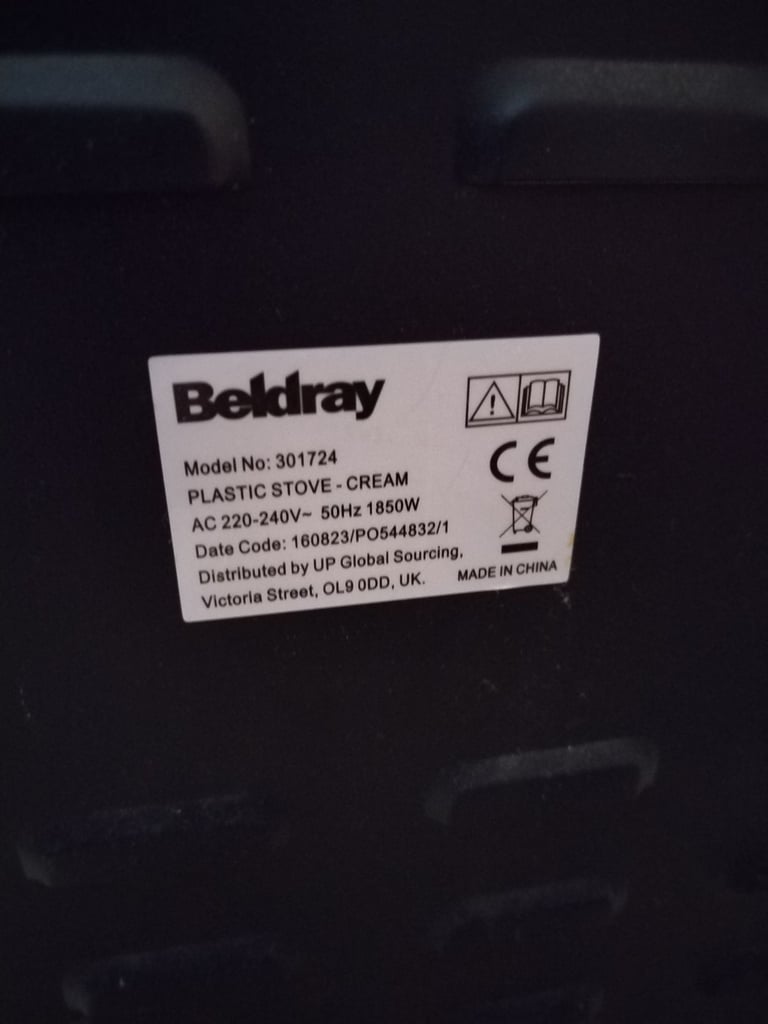 Beldray
Model No: 301724
PLASTIC STOVE - CREAM
AC 220-240V~ 50Hz 1850W
Date Code: 160823/PO544832/1
Distributed by UP Global Sourcing,
Victoria Street, OL9 0DD, UK.
CE
MADE IN CHINA